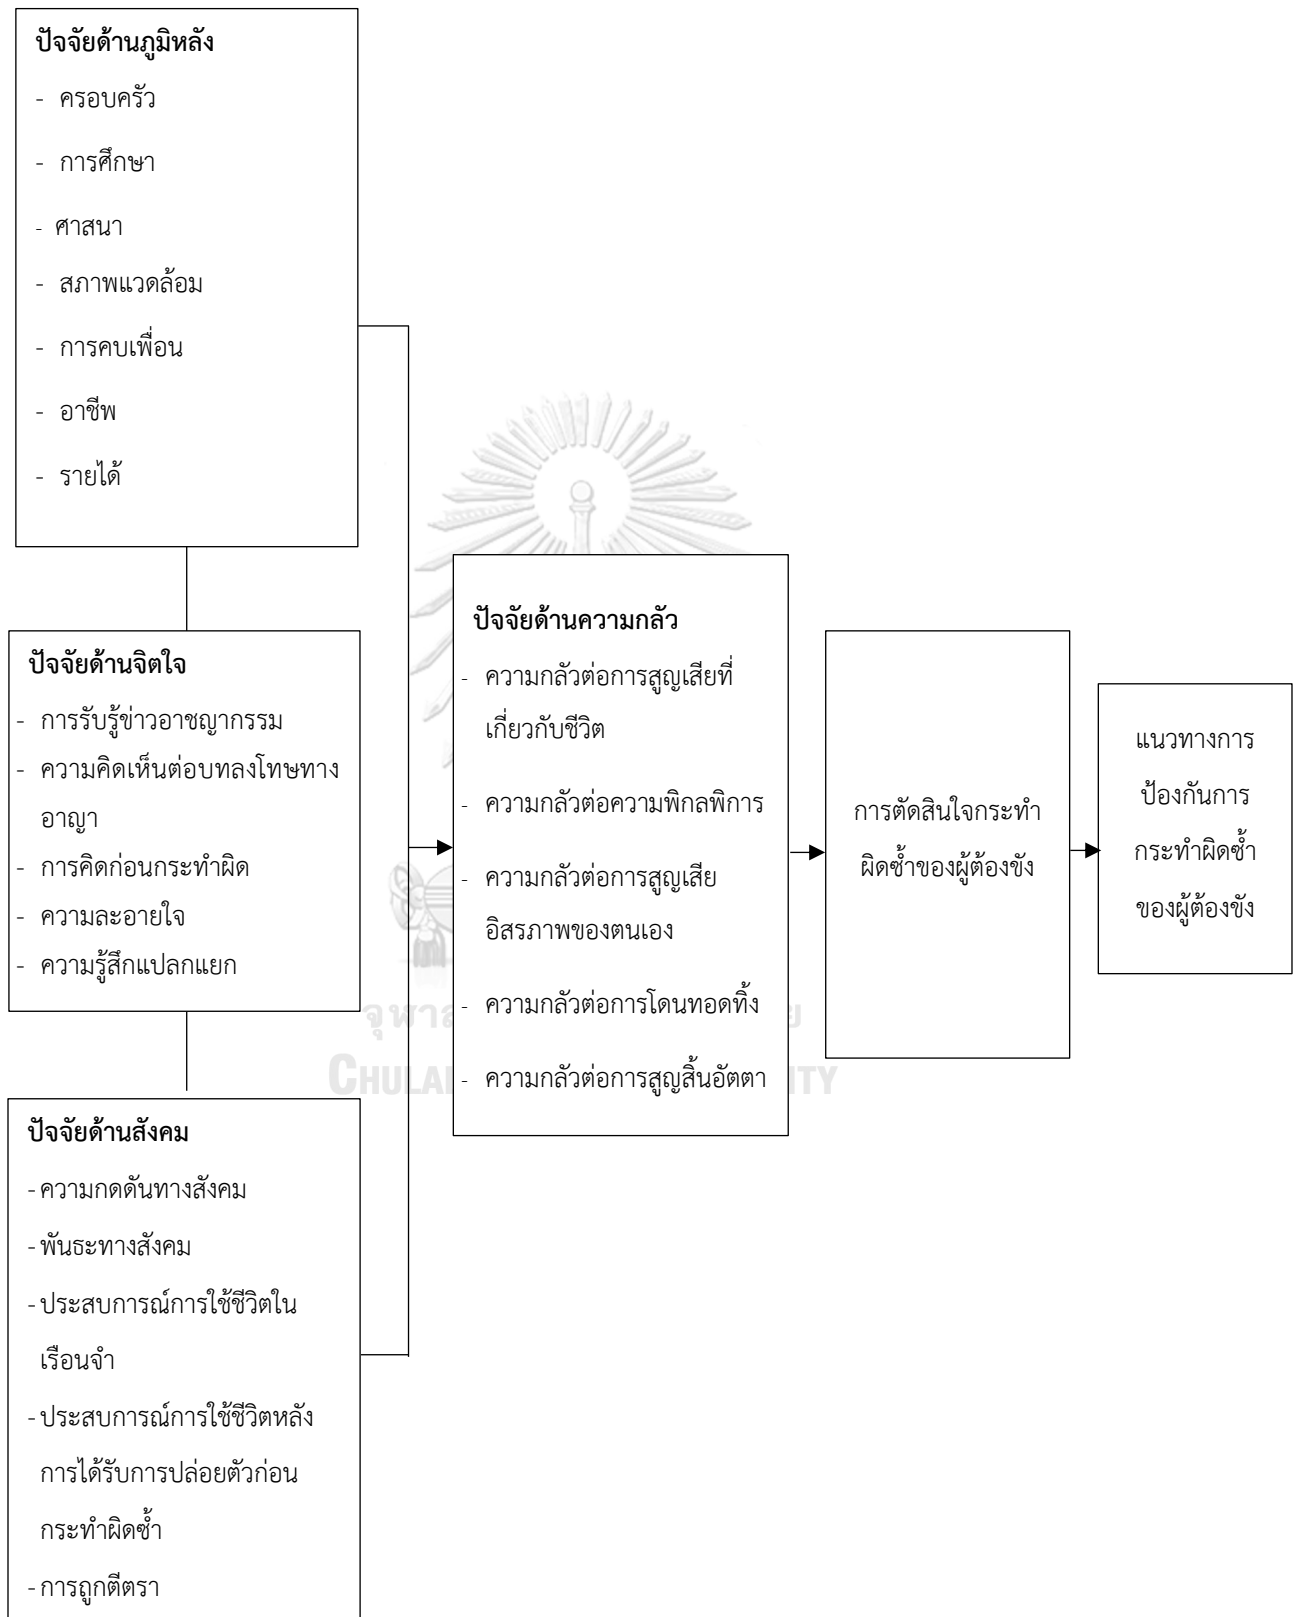 ปัจจัยด้านภูมิหลัง
- ครอบครัว
- การศึกษา
- ศาสนา
- สภาพแวดล้อม
- การคบเพื่อน
- อาชีพ
- รายได้
ปัจจัยด้านจิตใจ
- การรับรู้ข่าวอาชญากรรม
- ความคิดเห็นต่อบทลงโทษทาง
อาญา
- การคิดก่อนกระทำผิด
- ความละอายใจ
- ความรู้สึกแปลกแยก
ปัจจัยด้านสังคม
- ความกดดันทางสังคม
- พันธะทางสังคม
- ประสบการณ์การใช้ชีวิตใน
เรือนจำ
- ประสบการณ์การใช้ชีวิตหลัง
การได้รับการปล่อยตัวก่อน
กระทำผิดซ้ำ
- การถูกตีตรา
ปัจจัยด้านความกลัว
- ความกลัวต่อการสูญเสียที่
เกี่ยวกับชีวิต
- ความกลัวต่อความพิกลพิการ
- ความกลัวต่อการสูญเสีย
อิสรภาพของตนเอง
- ความกลัวต่อการโดนทอดทิ้ง
- ความกลัวต่อการสูญสิ้นอัตตา
การตัดสินใจกระทำ
ผิดซ้ำของผู้ต้องขัง
แนวทางการ
ป้องกันการ
กระทำผิดซ้ำ
ของผู้ต้องขัง